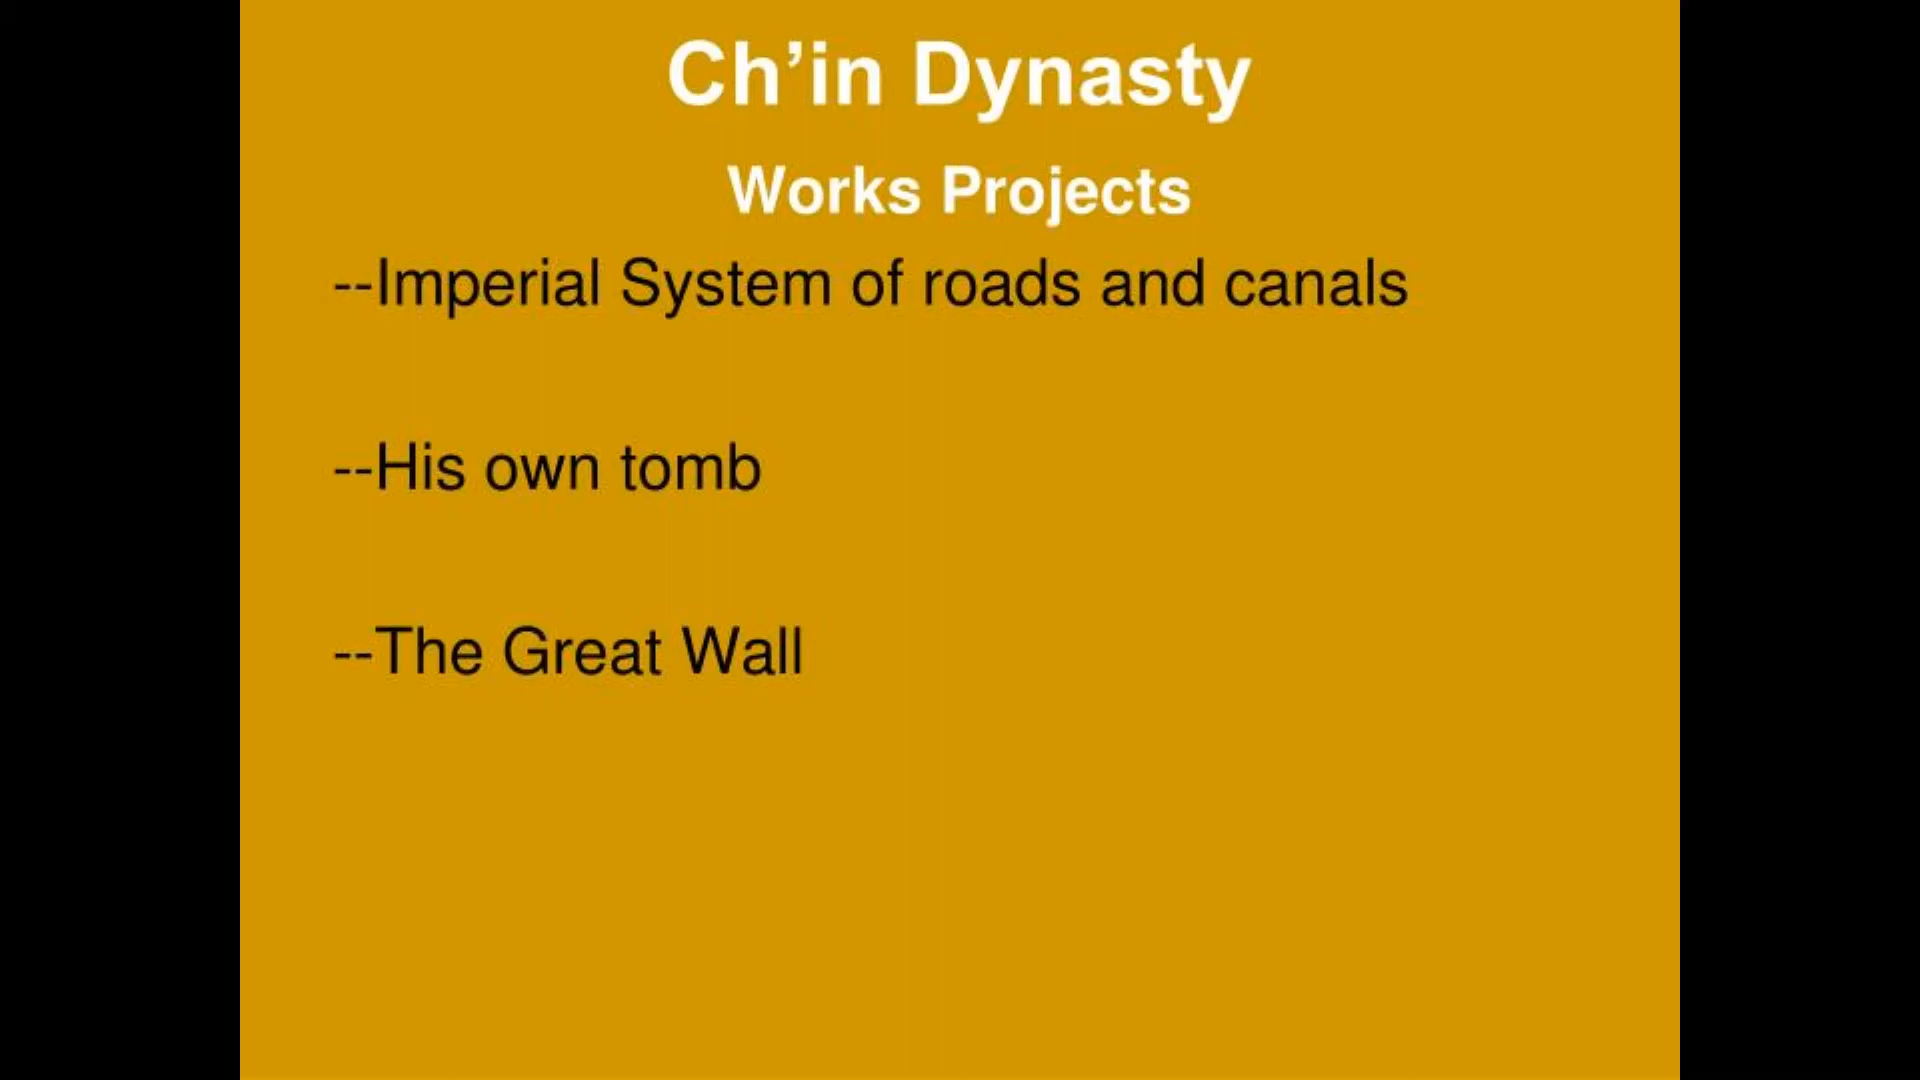 Ch’in Dynasty
Works Projects
--Imperial System of roads and canals
--His own tomb
--The Great Wall